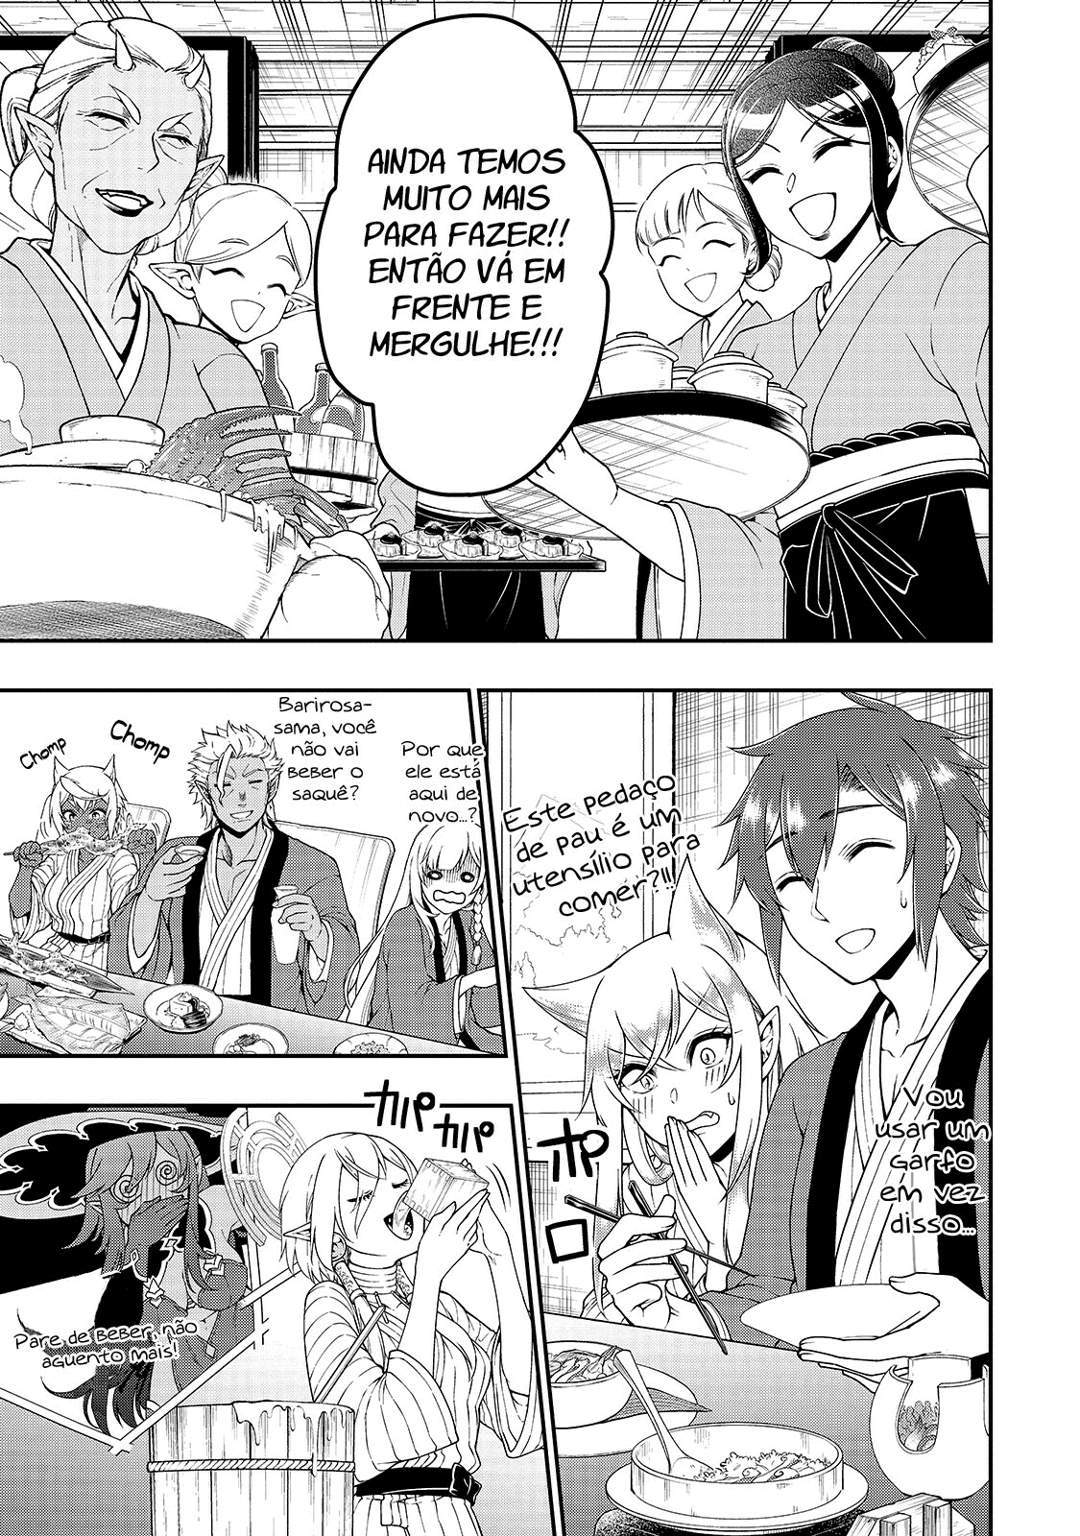 AINDA TEMOS
MUITO MAIS
PARA FAZER!!
ENTÃO VÁ EM
FRENTE E
MERGULHE!!!
Este pedaço
de pau é um
utensílio para
comer?!!!
Vou
usar um
garfo
em vez
disso...
ポロ
Por que
ele está
aqui de
novo...?
Barirosa-
sama, você
não vai
beber o
saquê?
Chomp
Chomp
カパ
カパ
Pare de beber, não
aguento mais!